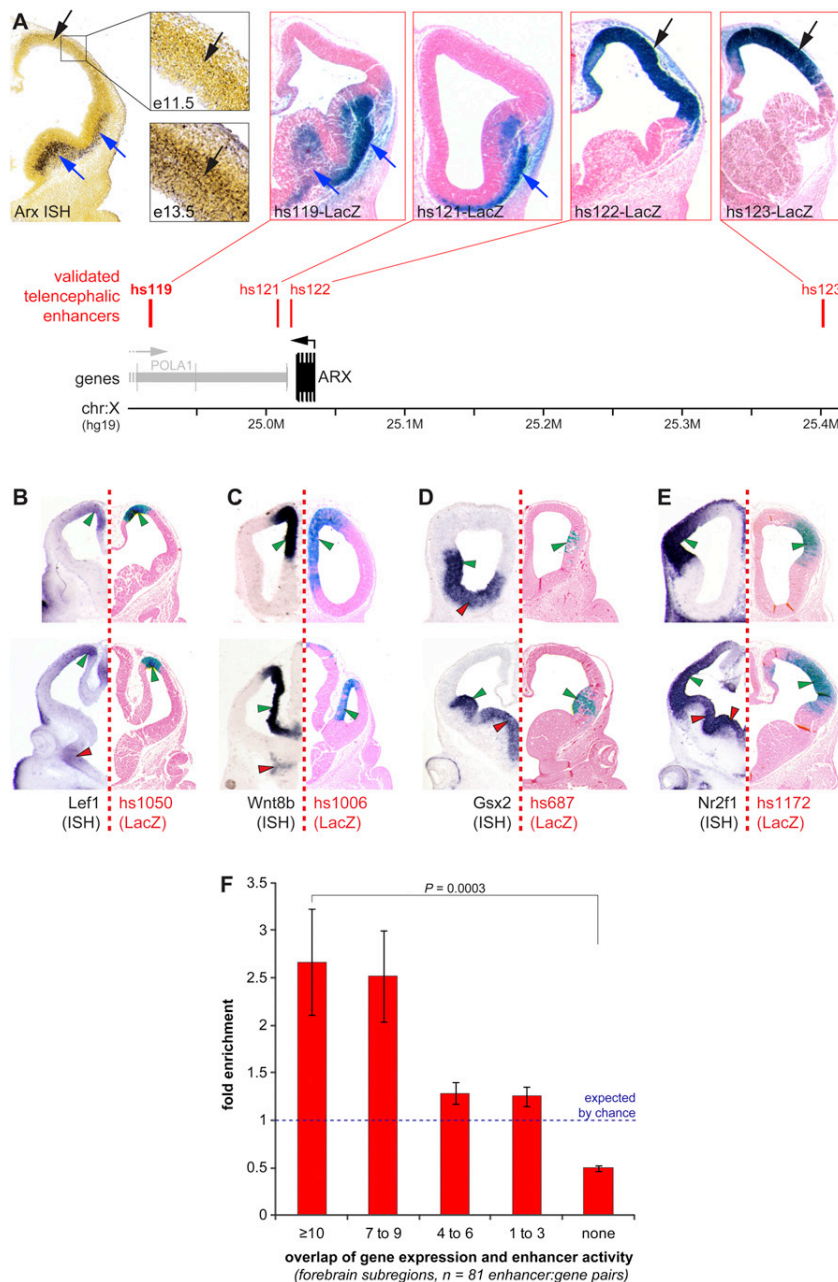 A
e11.5
e13.5
Arx ISH
hs119-LacZ
hs121-LacZ
hs122-LacZ
hs123-LacZ
validated
telencephalic
enhancers
hs119
hs121
hs122
hs123
POLA1
genes
ARX
chr:X
(hg19)
25.0M
25.1M
25.2M
25.3M
25.4M
B
C
D
E
Lef1
(ISH)
hs1050
(LacZ)
Wnt8b
(ISH)
hs1006
(LacZ)
Gsx2
(ISH)
hs687
(LacZ)
Nr2f1
(ISH)
hs1172
(LacZ)
F
P = 0.0003
fold enrichment
3.5
3
2.5
2
1.5
1
0.5
0
expected
by chance
≥10
7 to 9
4 to 6
1 to 3
none
overlap of gene expression and enhancer activity
(forebrain subregions, n = 81 enhancer:gene pairs)